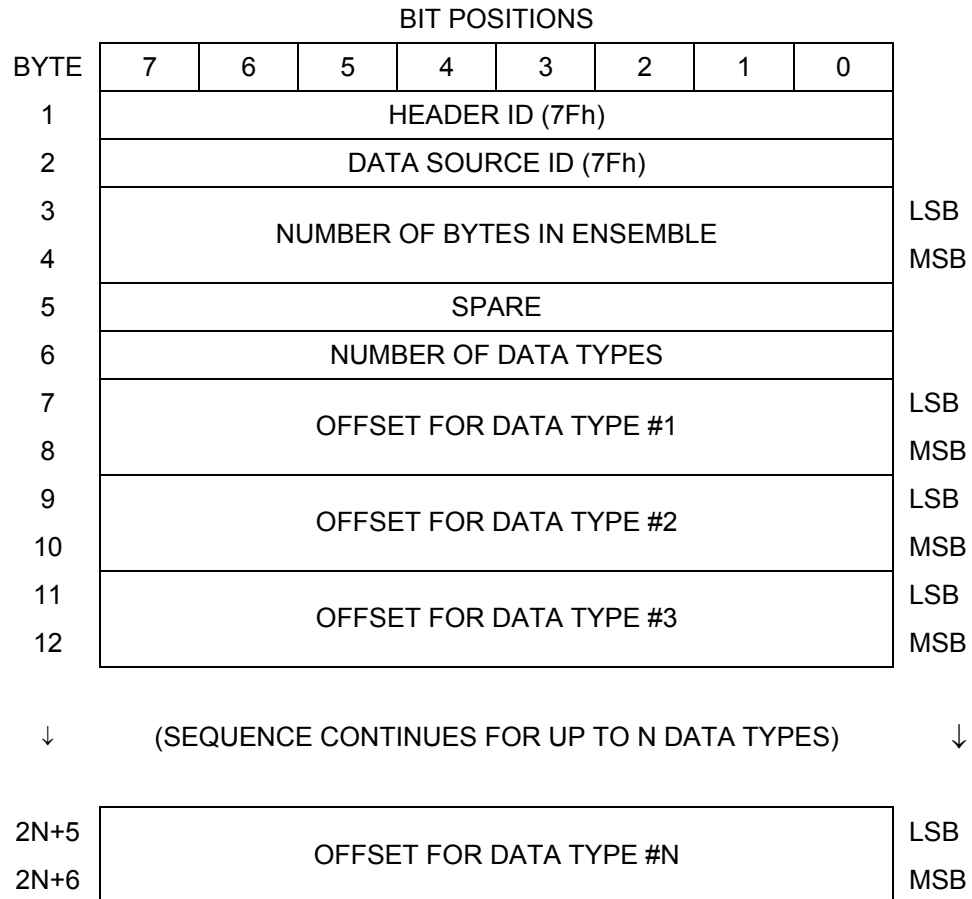 BIT POSITIONS
BYTE 7 6 5 4 3 2 1 0
1 HEADER ID (7Fh)
2 DATA SOURCE ID (7Fh)
3 LSB
NUMBER OF BYTES IN ENSEMBLE
4 MSB
5 SPARE
6 NUMBER OF DATA TYPES
7 LSB
OFFSET FOR DATA TYPE #1
8 MSB
9 LSB
OFFSET FOR DATA TYPE #2
10 MSB
11 LSB
OFFSET FOR DATA TYPE #3
12 MSB
↓ (SEQUENCE CONTINUES FOR UP TO N DATA TYPES) ↓
2N+5 LSB
OFFSET FOR DATA TYPE #N
2N+6 MSB